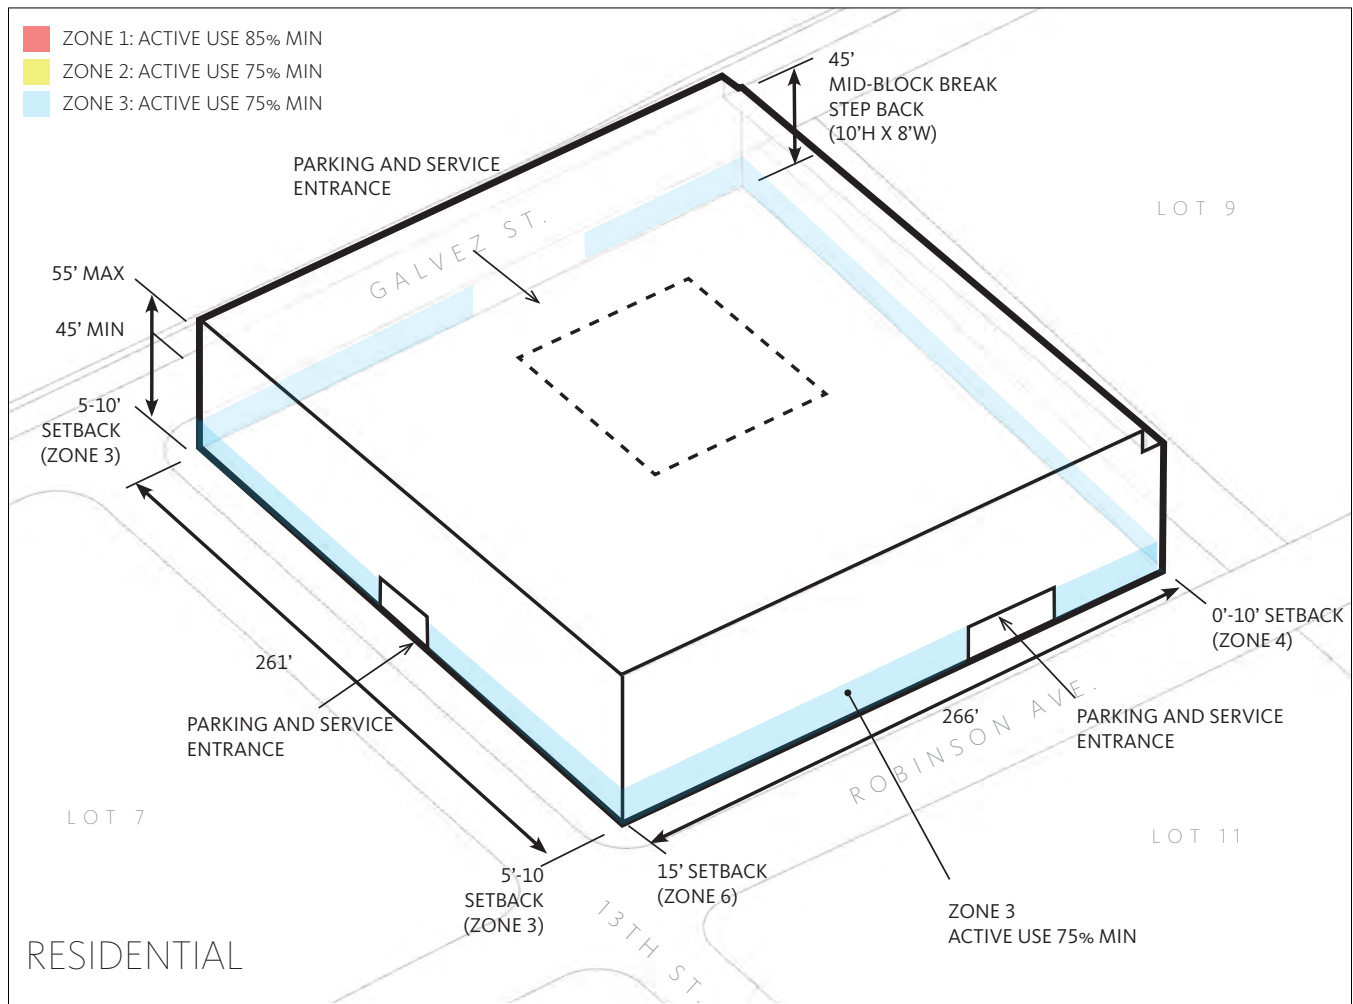 ZONE 1: ACTIVE USE 85% MIN
ZONE 2: ACTIVE USE 75% MIN
ZONE 3: ACTIVE USE 75% MIN
45’
MID-BLOCK BREAK
STEP BACK
(10’H X 8’W)
PARKING AND SERVICE
ENTRANCE
LOT 9
GALVEZ ST.
55’ MAX
45’ MIN
5-10’
SETBACK
(ZONE 3)
0’-10’ SETBACK
(ZONE 4)
261’
PARKING AND SERVICE
ENTRANCE
266’
PARKING AND SERVICE
ENTRANCE
ROBINSON AVE.
LOT 7
LOT 11
5’-10
SETBACK
(ZONE 3)
15’ SETBACK
(ZONE 6)
13TH ST.
ZONE 3
ACTIVE USE 75% MIN
RESIDENTIAL